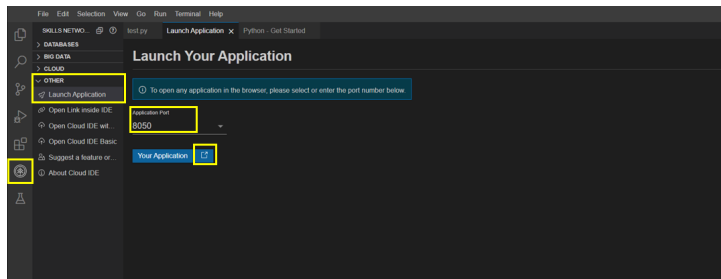 File Edit Selection View Go Run Terminal Help
SKILLS NETWO...
test.py Launch Application × Python - Get Started
> DATABASES
> BIG DATA
> CLOUD
OTHER
Launch Application
Open Link inside IDE
Open Cloud IDE wit...
Open Cloud IDE Basic
Suggest a feature or...
About Cloud IDE
Launch Your Application
To open any application in the browser, please select or enter the port number below.
Application Port
8050
Your Application